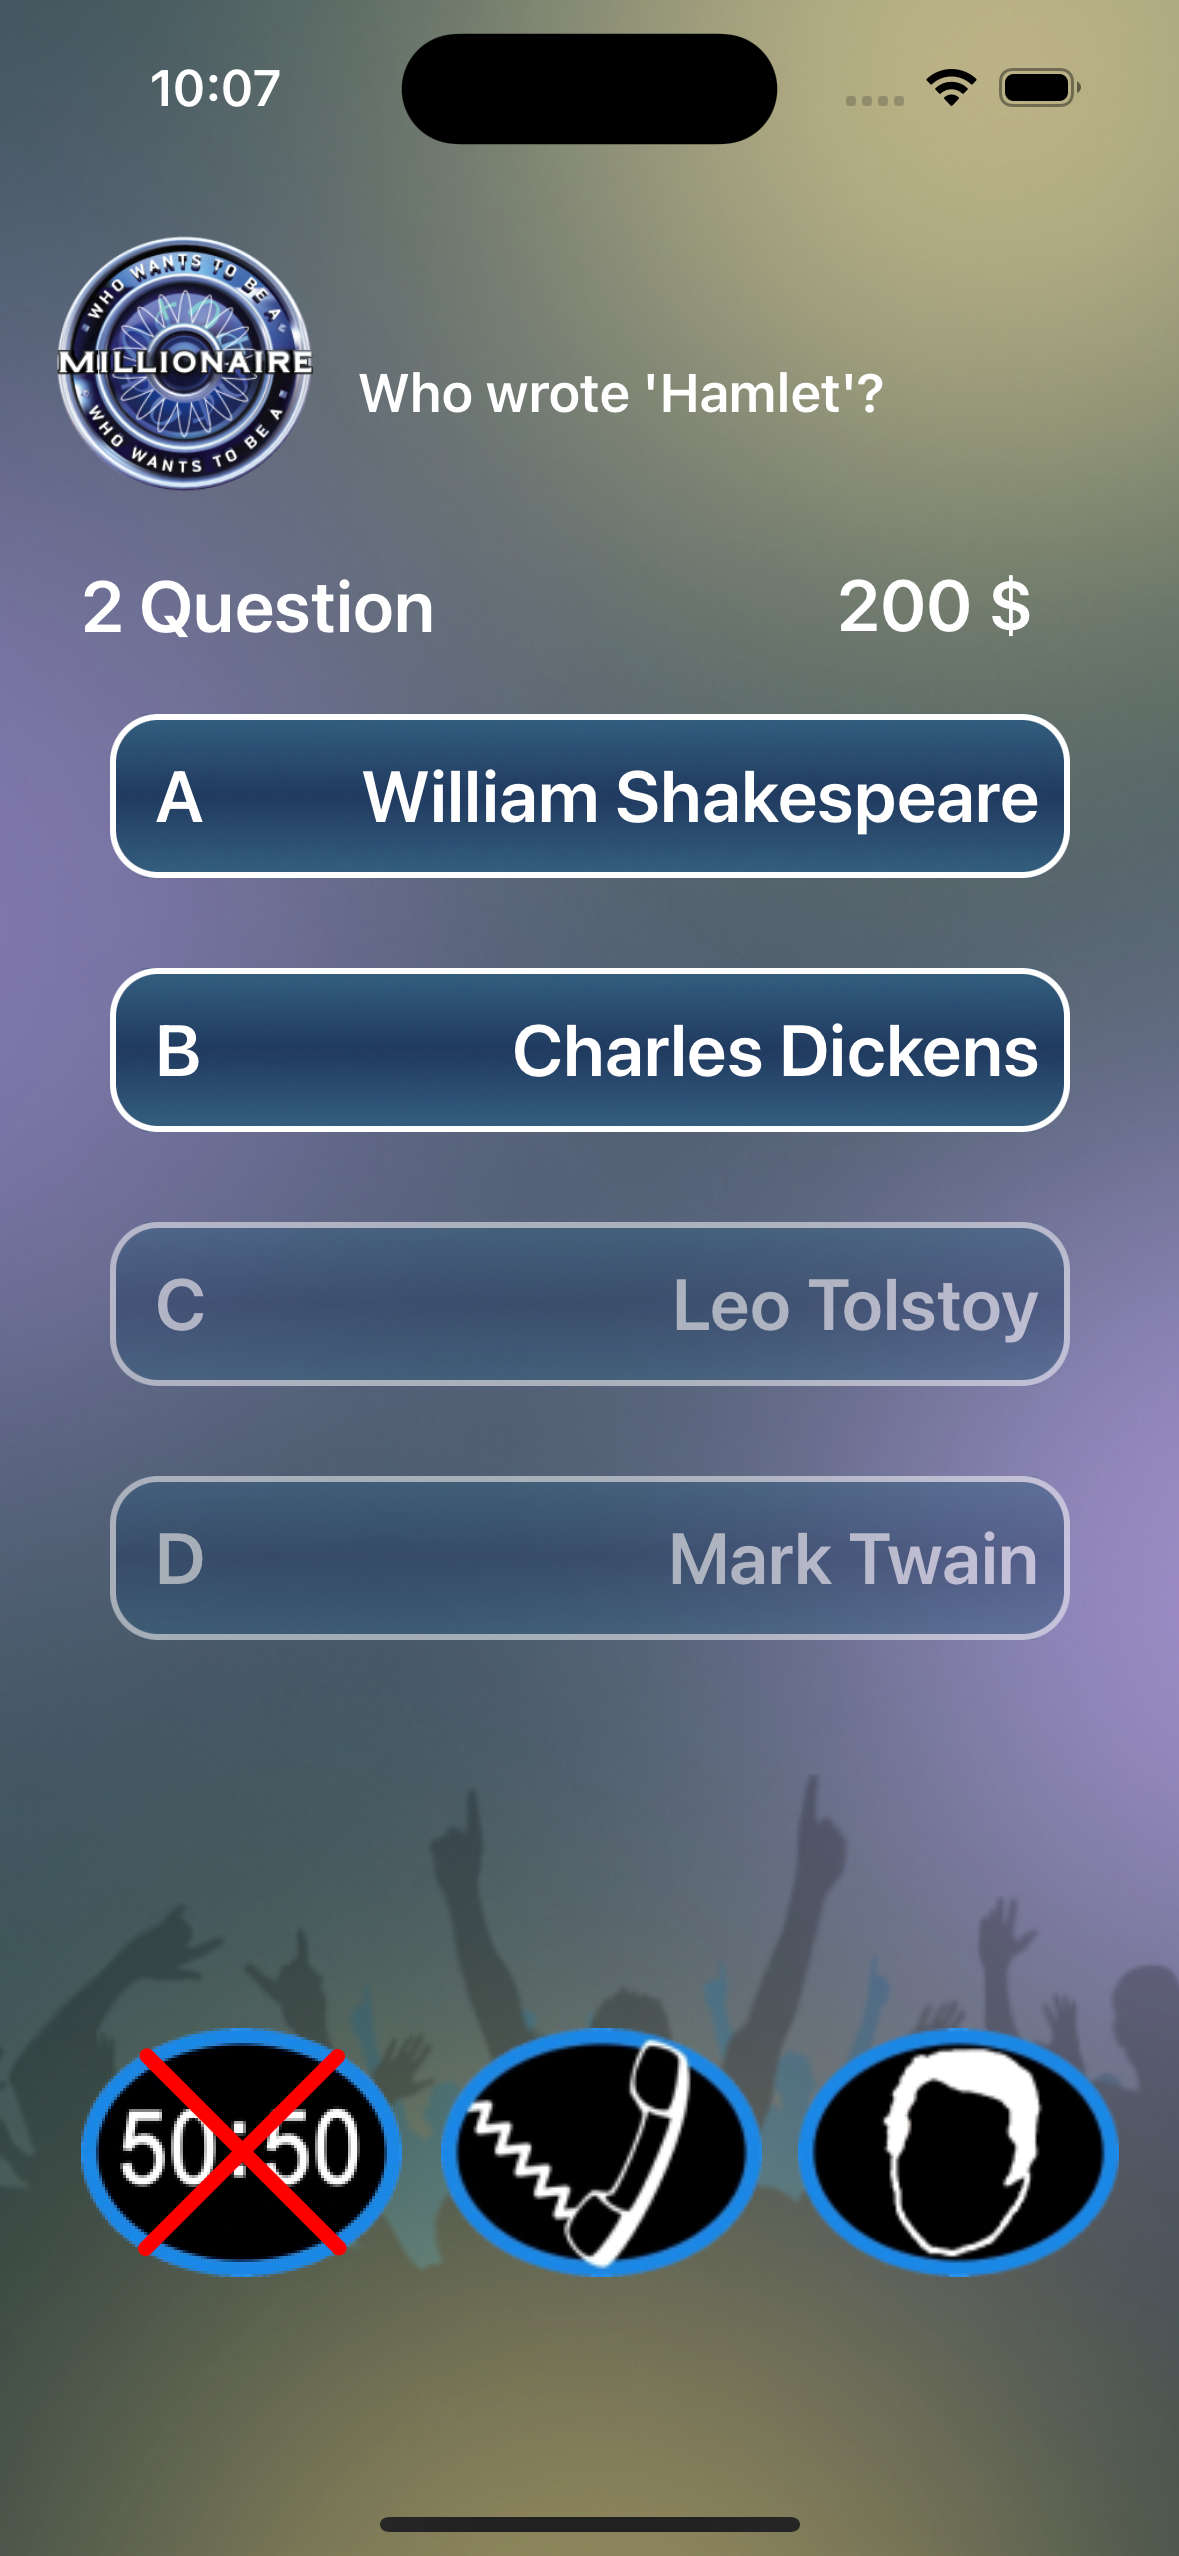 10:07
WHO WANTS TO BE A
MILLIONAIRE
WHO WANTS TO BE A
Who wrote 'Hamlet'?
2 Question
200 $
A
William Shakespeare
B
Charles Dickens
C
Leo Tolstoy
D
Mark Twain
50:50